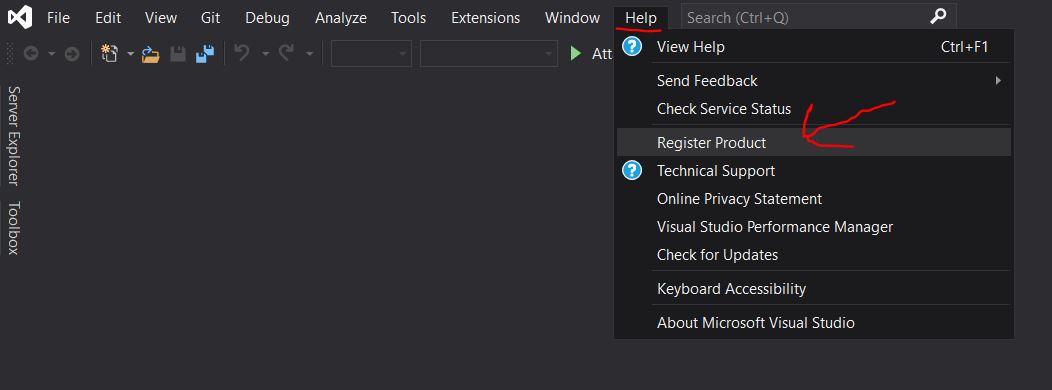 File Edit View Git Debug Analyze Tools Extensions Window Help Search (Ctrl+Q)
View Help Ctrl+F1
Send Feedback
Check Service Status
Register Product
Technical Support
Online Privacy Statement
Visual Studio Performance Manager
Check for Updates
Keyboard Accessibility
About Microsoft Visual Studio
Att
Server Explorer
Toolbox